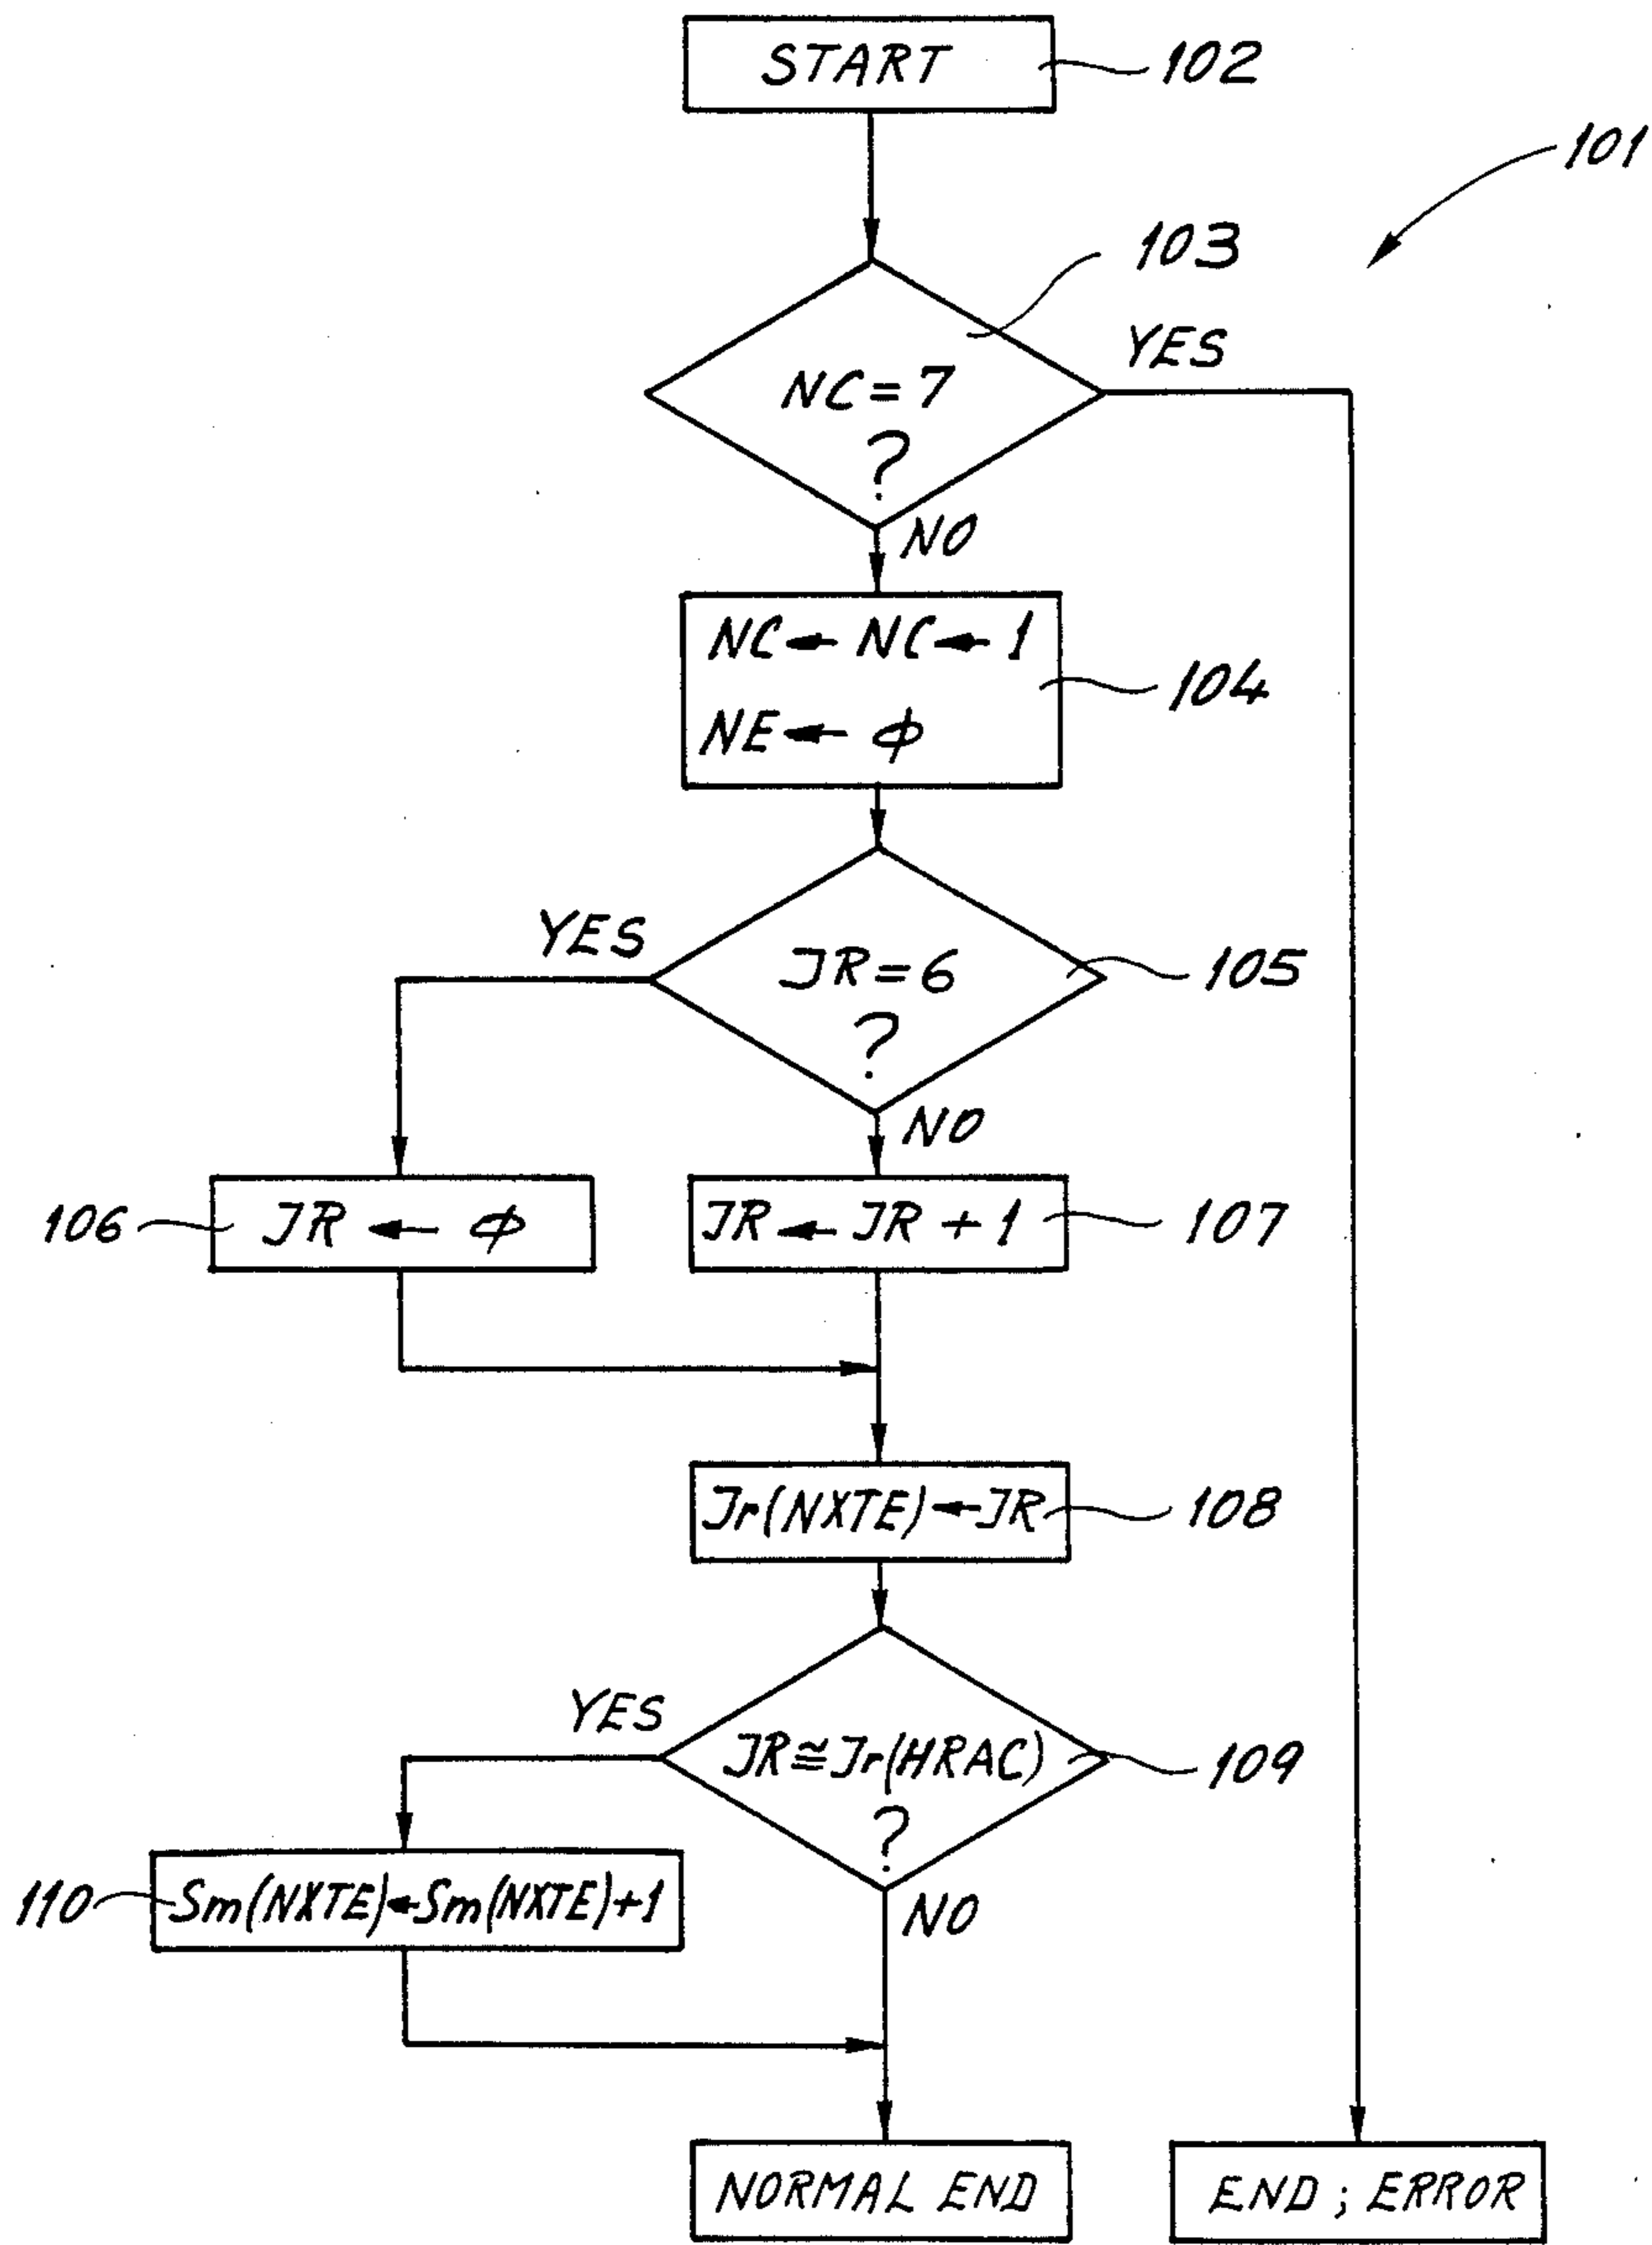 START
102
101
103
YES
NC = 7
?
NO
NC ← NC ← 1
104
NE ← ϕ
YES
JR = 6
105
?
NO
106
JR ← ϕ
JR ← JR + 1
107
Jr(NXTE) ← JR
108
YES
JR ≅ Jr(HRAC)
109
?
110
Sm(NXTE) ← Sm(NXTE)+1
NO
NORMAL END
END ; ERROR